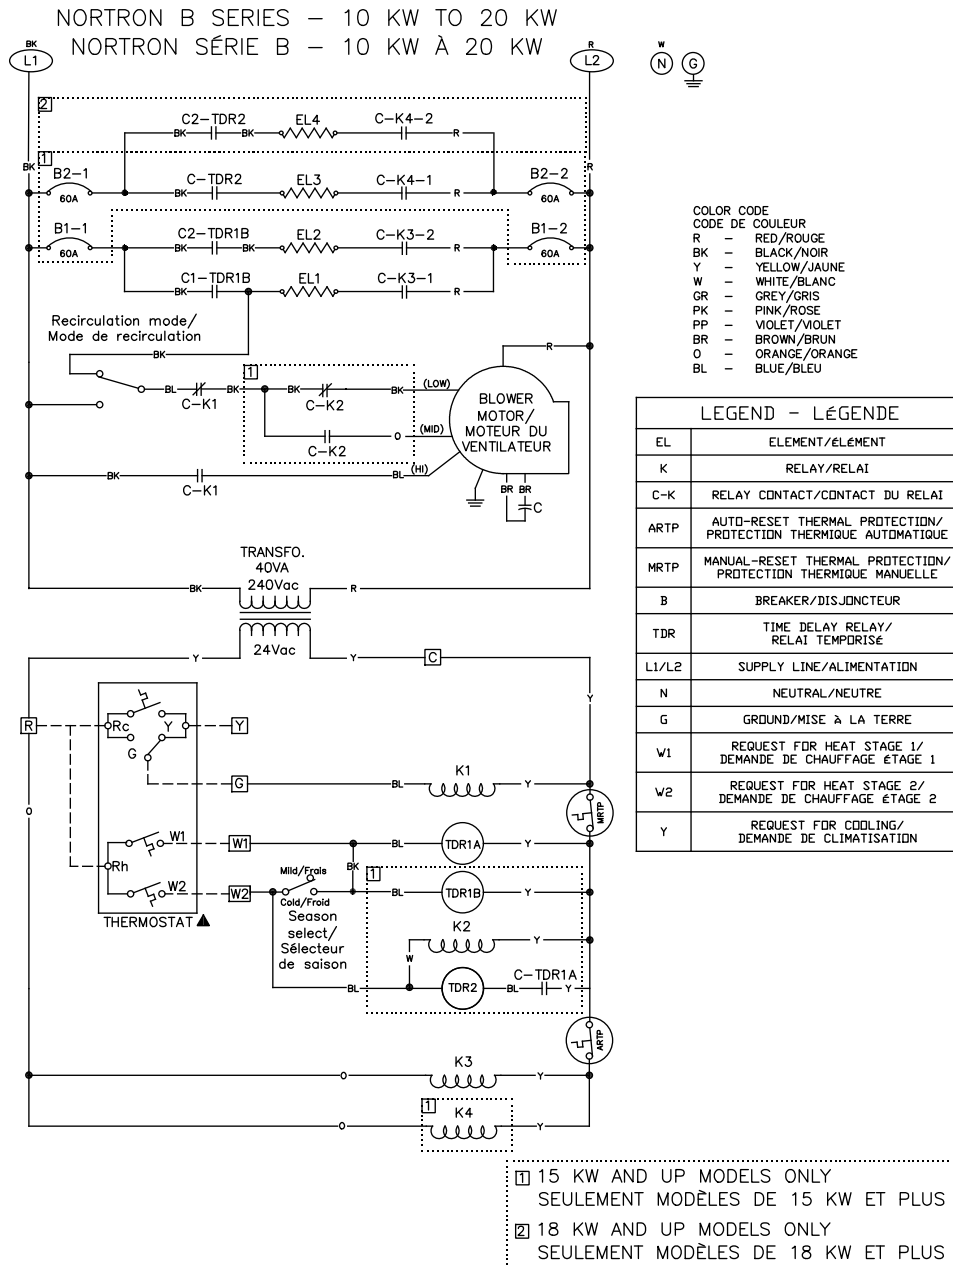 NORTRON B SERIES - 10 KW TO 20 KW
NORTRON SÉRIE B - 10 KW À 20 KW
BK
L1
R
L2
W
N
G
2
C2-TDR2
EL4
C-K4-2
BK
BK
R
1
BK
R
B2-1
60A
C-TDR2
EL3
C-K4-1
B2-2
60A
BK
R
B1-1
60A
C2-TDR1B
EL2
C-K3-2
B1-2
60A
BK
BK
R
C1-TDR1B
EL1
C-K3-1
BK
R
Recirculation mode/
Mode de recirculation
BK
R
1
BL
C-K1
BK
BK
C-K2
BK
(LOW)
C-K2
O
(MID)
BLOWER
MOTOR/
MOTEUR DU
VENTILATEUR
BK
C-K1
BL
(HI)
BR
BR
C
TRANSFO.
40VA
240Vac
BK
R
24Vac
Y
Y
C
Y
R
Rc
Y
Y
G
G
BL
K1
Y
MRTP
O
W1
W1
BL
TDR1A
Y
Rh
BK
W2
W2
Mild/Frais
Cold/Froid
Season
select/
Sélecteur
de saison
1
BL
TDR1B
Y
THERMOSTAT
K2
Y
W
BL
TDR2
BL
C-TDR1A
Y
ARTP
K3
O
Y
1
K4
O
Y
COLOR CODE
CODE DE COULEUR
R - RED/ROUGE
BK - BLACK/NOIR
Y - YELLOW/JAUNE
W - WHITE/BLANC
GR - GREY/GRIS
PK - PINK/ROSE
PP - VIOLET/VIOLET
BR - BROWN/BRUN
O - ORANGE/ORANGE
BL - BLUE/BLEU
LEGEND - LÉGENDE
EL ELEMENT/ÉLÉMENT
K RELAY/RELAI
C-K RELAY CONTACT/CONTACT DU RELAI
ARTP AUTO-RESET THERMAL PROTECTION/
PROTECTION THERMIQUE AUTOMATIQUE
MRTP MANUAL-RESET THERMAL PROTECTION/
PROTECTION THERMIQUE MANUELLE
B BREAKER/DISJONCTEUR
TDR TIME DELAY RELAY/
RELAI TEMPORISÉ
L1/L2 SUPPLY LINE/ALIMENTATION
N NEUTRAL/NEUTRE
G GROUND/MISE À LA TERRE
W1 REQUEST FOR HEAT STAGE 1/
DEMANDE DE CHAUFFAGE ÉTAGE 1
W2 REQUEST FOR HEAT STAGE 2/
DEMANDE DE CHAUFFAGE ÉTAGE 2
Y REQUEST FOR COOLING/
DEMANDE DE CLIMATISATION
1 15 KW AND UP MODELS ONLY
SEULEMENT MODÈLES DE 15 KW ET PLUS
2 18 KW AND UP MODELS ONLY
SEULEMENT MODÈLES DE 18 KW ET PLUS